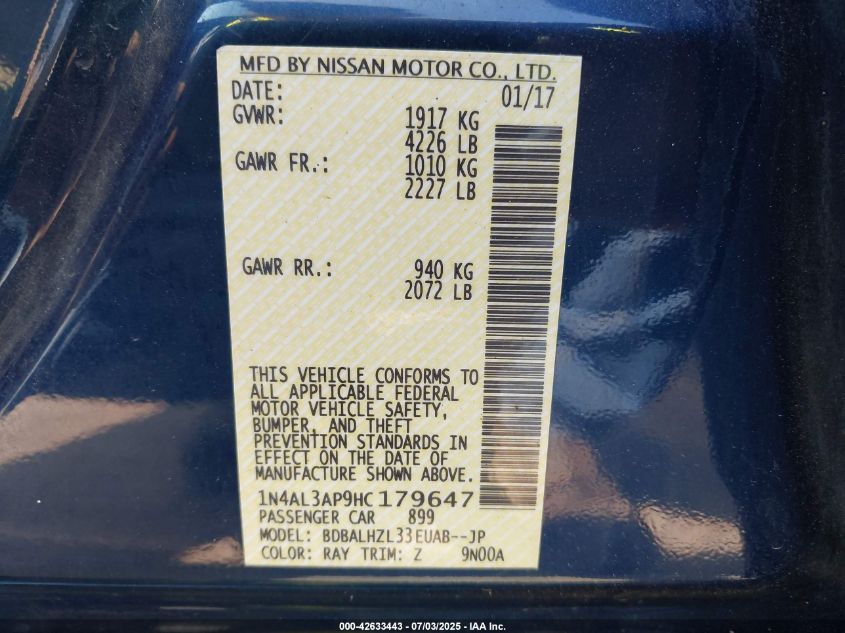 MFD BY NISSAN MOTOR CO., LTD.
DATE: 01/17
GVWR: 1917 KG
4226 LB
GAWR FR.: 1010 KG
2227 LB
GAWR RR.: 940 KG
2072 LB
THIS VEHICLE CONFORMS TO
ALL APPLICABLE FEDERAL
MOTOR VEHICLE SAFETY,
BUMPER, AND THEFT
PREVENTION STANDARDS IN
EFFECT ON THE DATE OF
MANUFACTURE SHOWN ABOVE.
1N4AL3AP9HC179647
PASSENGER CAR 899
MODEL: BDBALHZL33EUAB--JP
COLOR: RAY TRIM: Z 9N00A
000-42633443 - 07/03/2025 - IAA Inc.